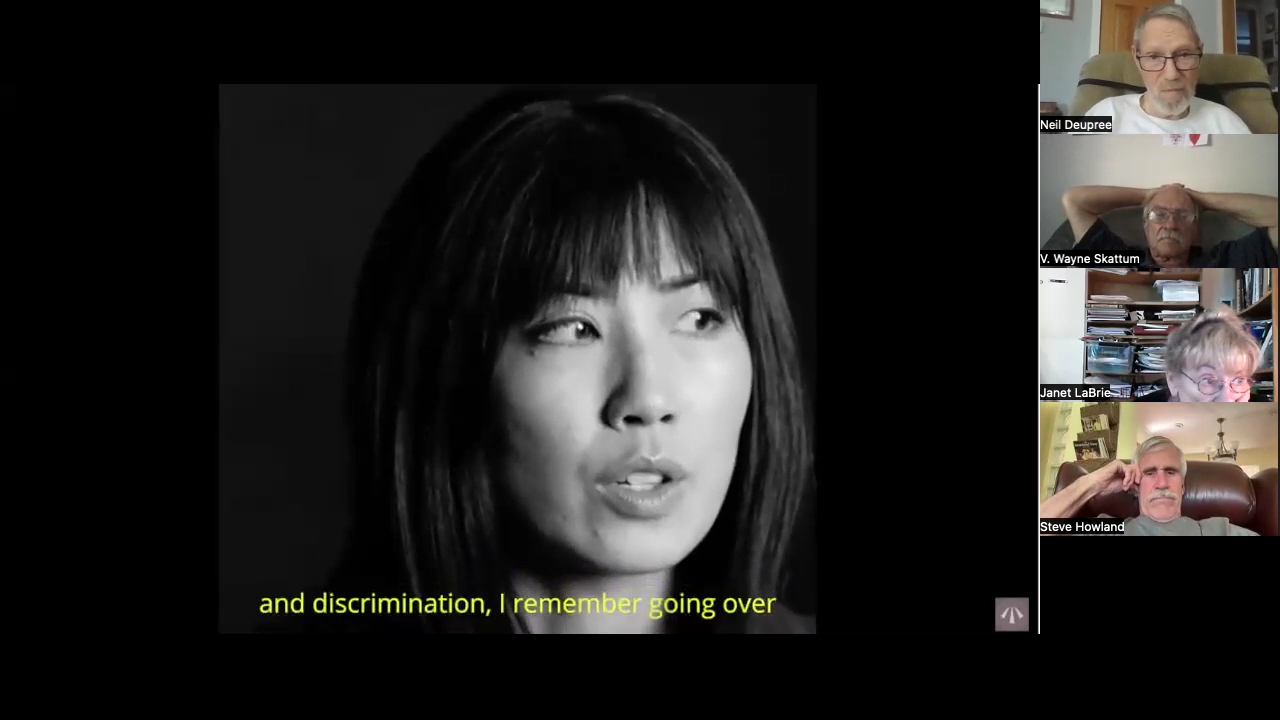 Neil Deupree
V. Wayne Skattum
Janet LaBrie
Steve Howland
and discrimination, I remember going over